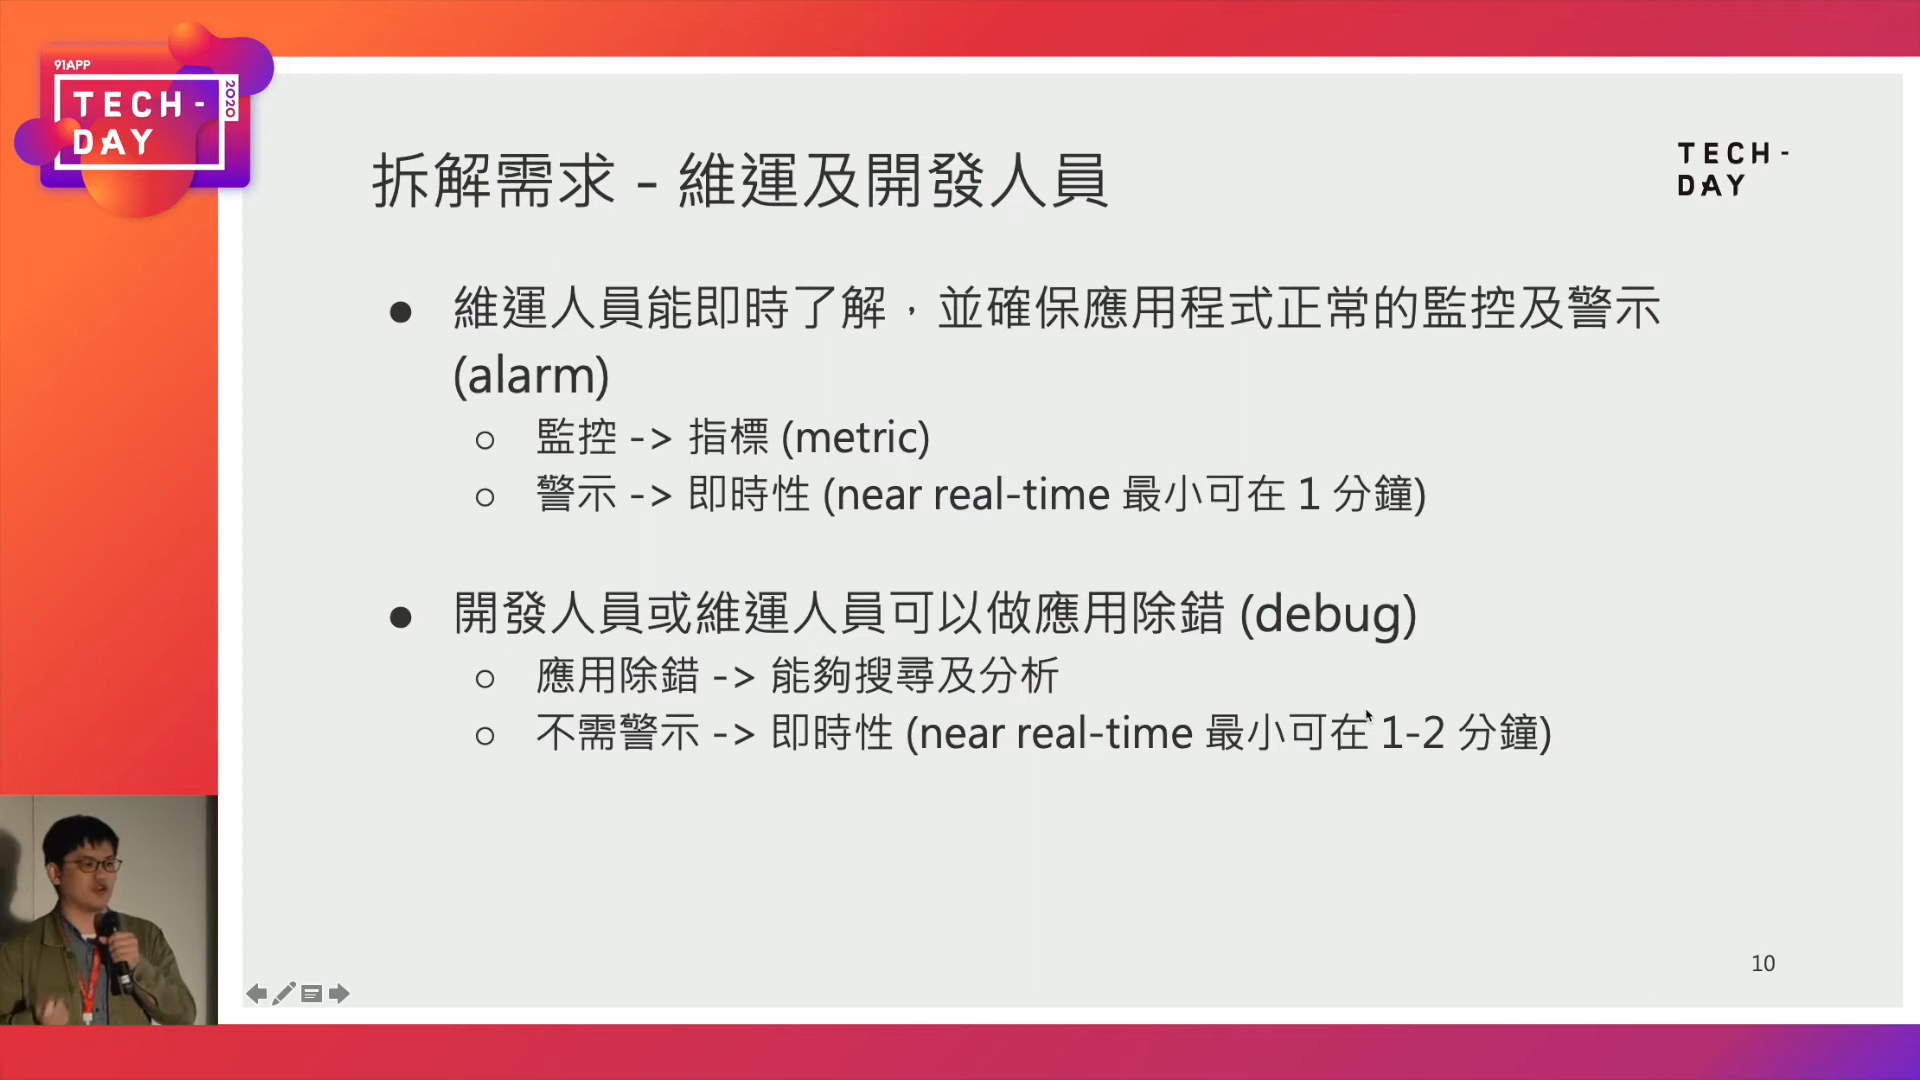 91APP
TECH-
DAY
2020
拆解需求 - 維運及開發人員
TECH-
DAY
● 維運人員能即時了解，並確保應用程式正常的監控及警示
(alarm)
○ 監控 -> 指標 (metric)
○ 警示 -> 即時性 (near real-time 最小可在 1 分鐘)
● 開發人員或維運人員可以做應用除錯 (debug)
○ 應用除錯 -> 能夠搜尋及分析
○ 不需警示 -> 即時性 (near real-time 最小可在 1-2 分鐘)
10